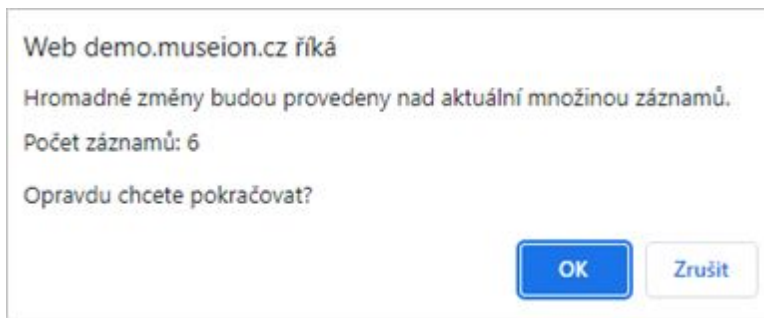 Web demo.museion.cz říká
Hromadné změny budou provedeny nad aktuální množinou záznamů.
Počet záznamů: 6
Opravdu chcete pokračovat?
OK Zrušit